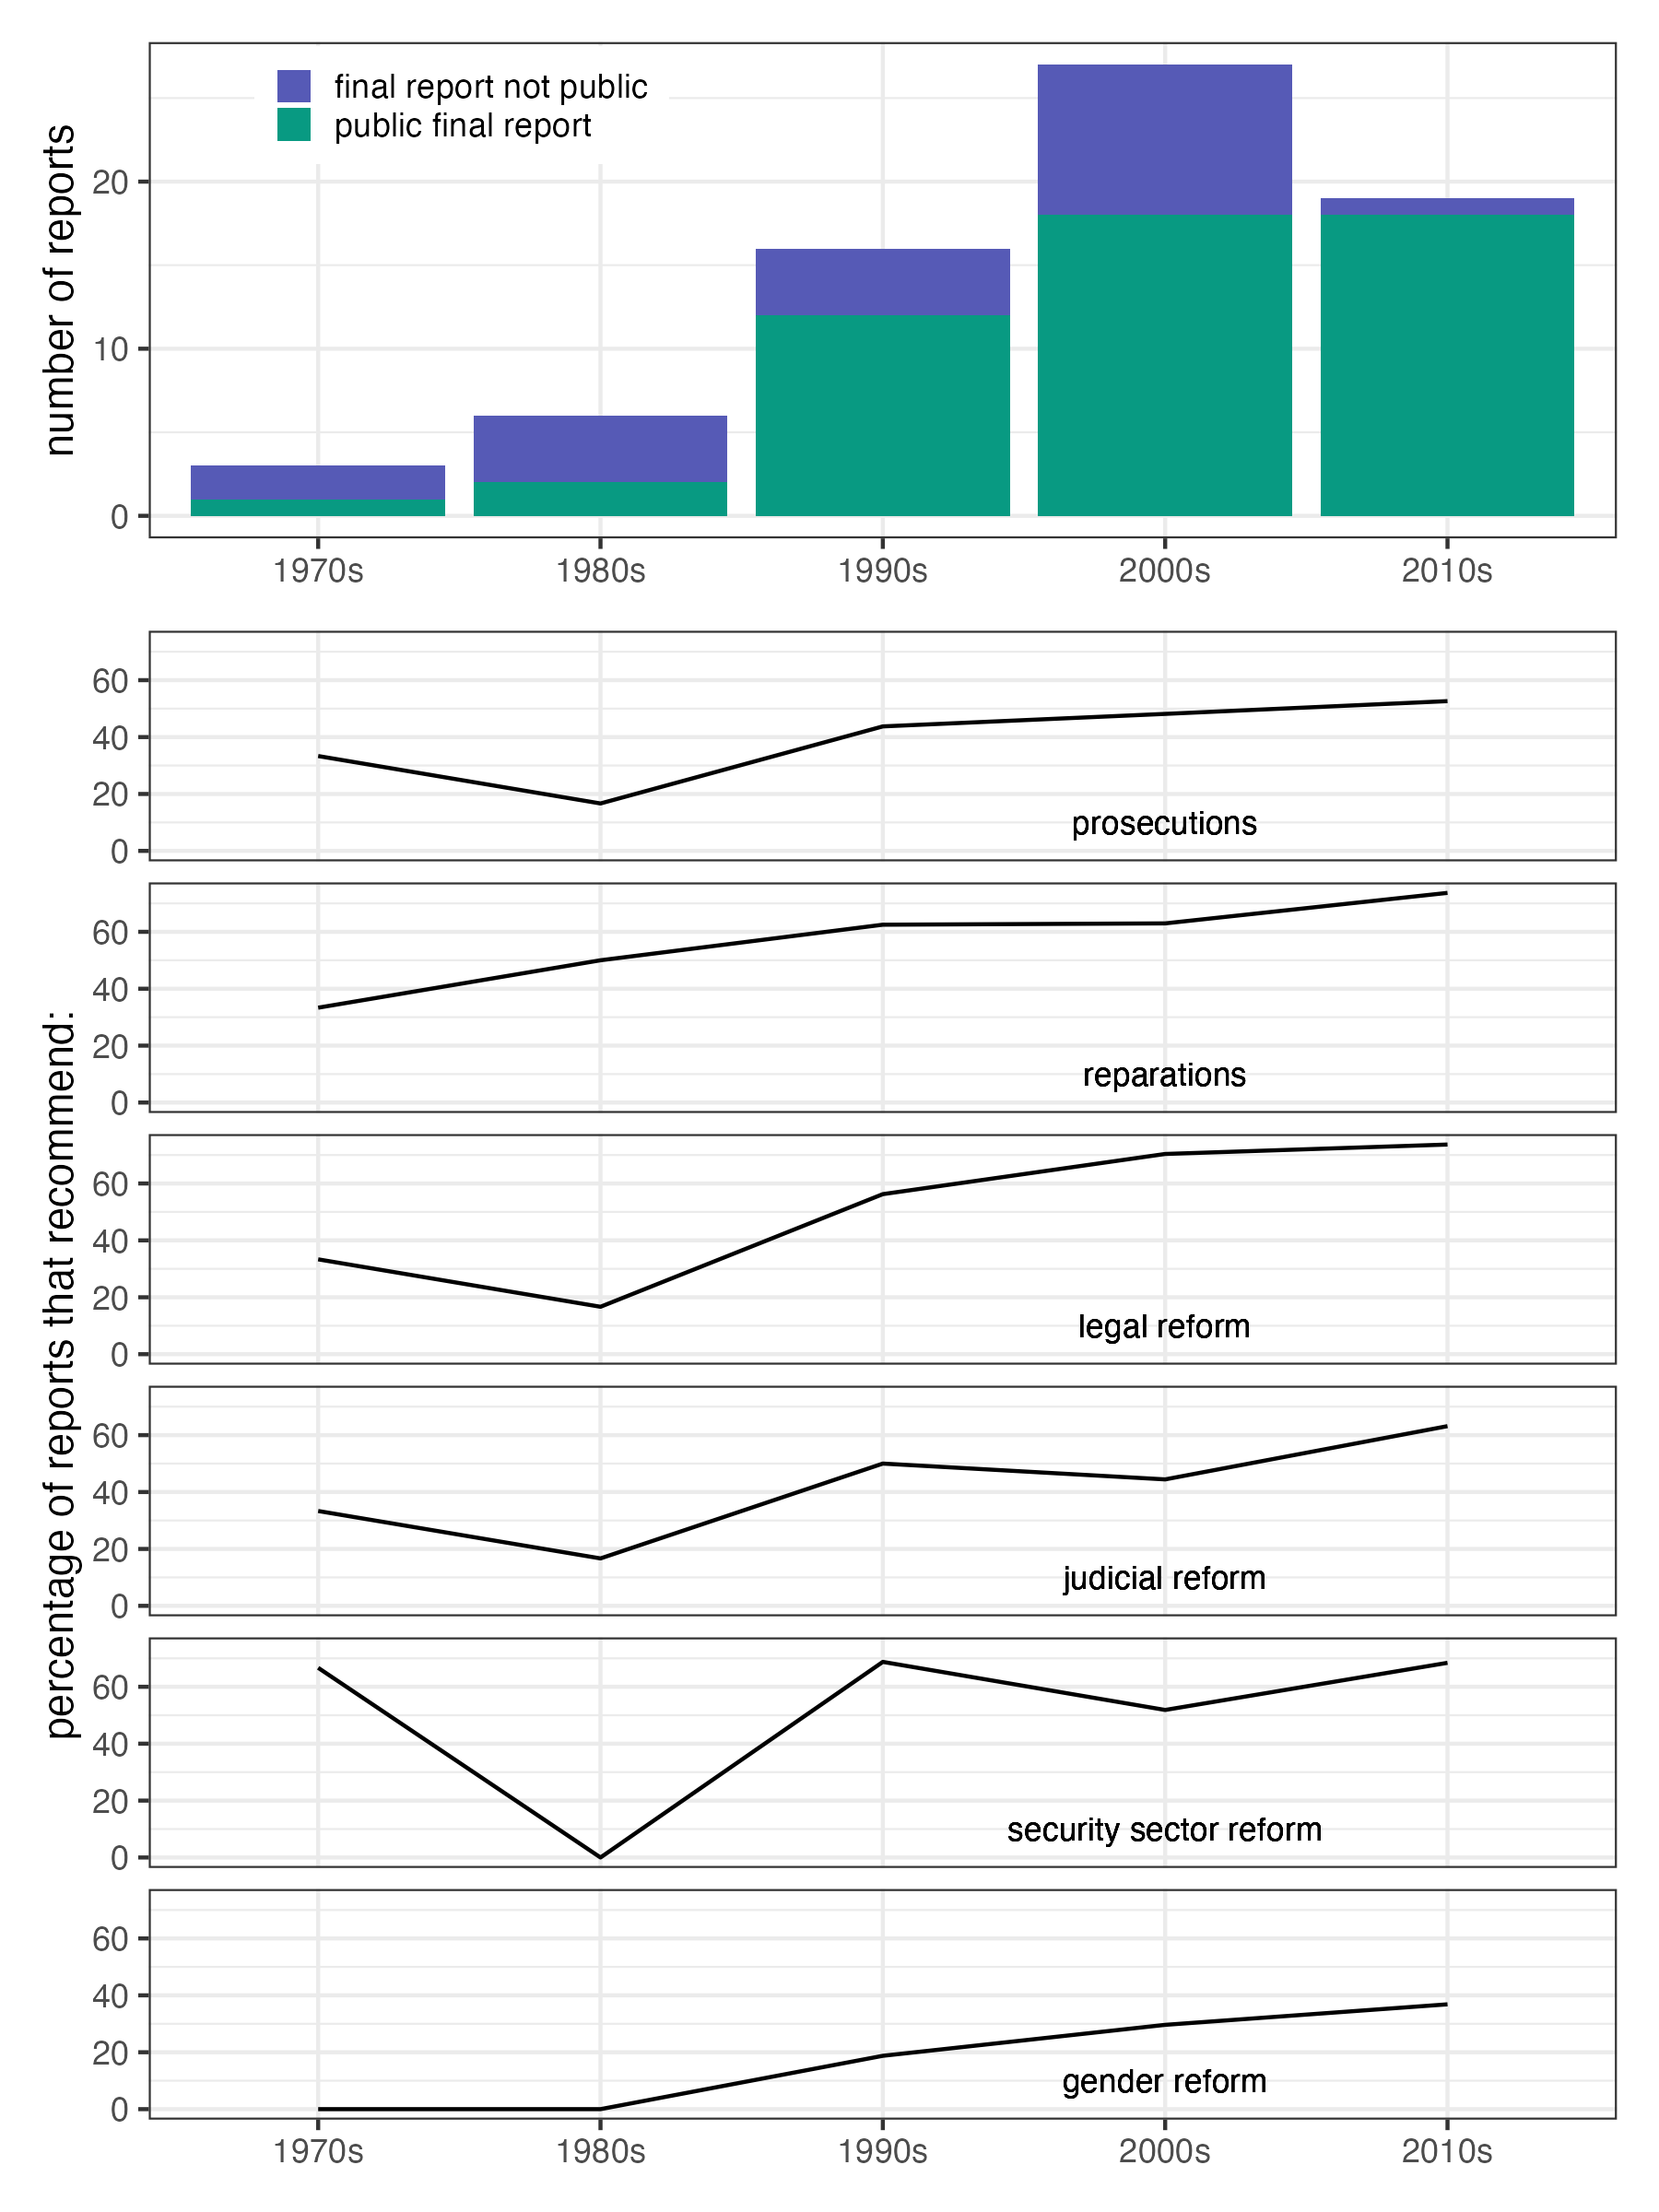 final report not public
public final report
number of reports
20
10
0
1970s 1980s 1990s 2000s 2010s
percentage of reports that recommend:
60
40
20
0
prosecutions
60
40
20
0
reparations
60
40
20
0
legal reform
60
40
20
0
judicial reform
60
40
20
0
security sector reform
60
40
20
0
gender reform
1970s 1980s 1990s 2000s 2010s